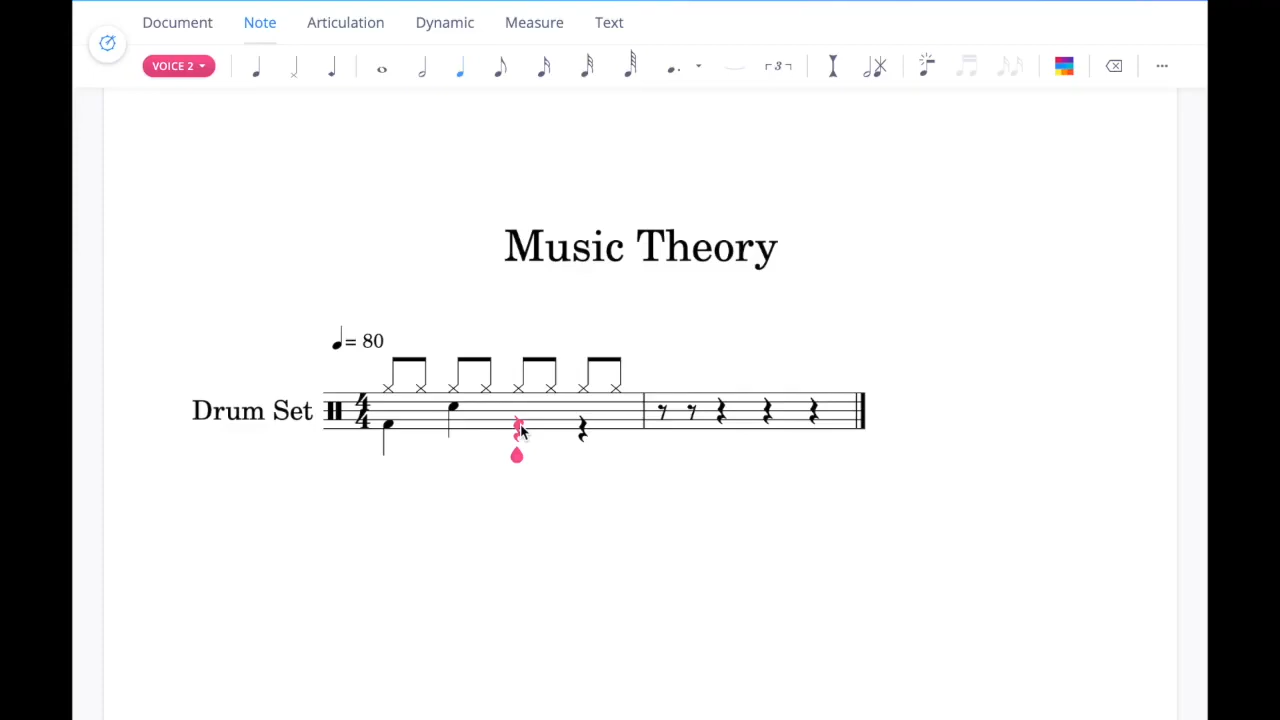 Document Note Articulation Dynamic Measure Text
VOICE 2
3
Music Theory
= 80
Drum Set
4
4